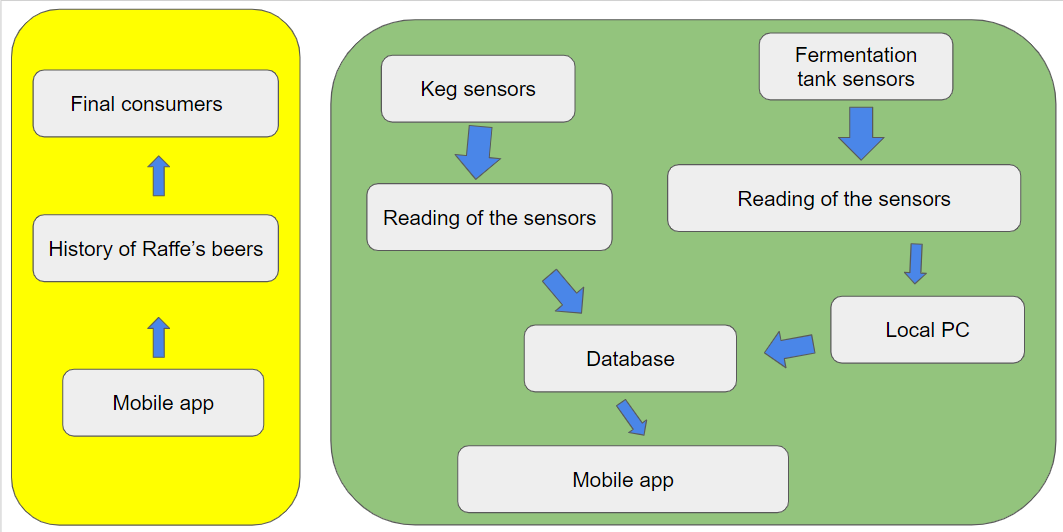 Final consumers
History of Raffe's beers
Mobile app
Keg sensors
Fermentation
tank sensors
Reading of the sensors
Reading of the sensors
Local PC
Database
Mobile app